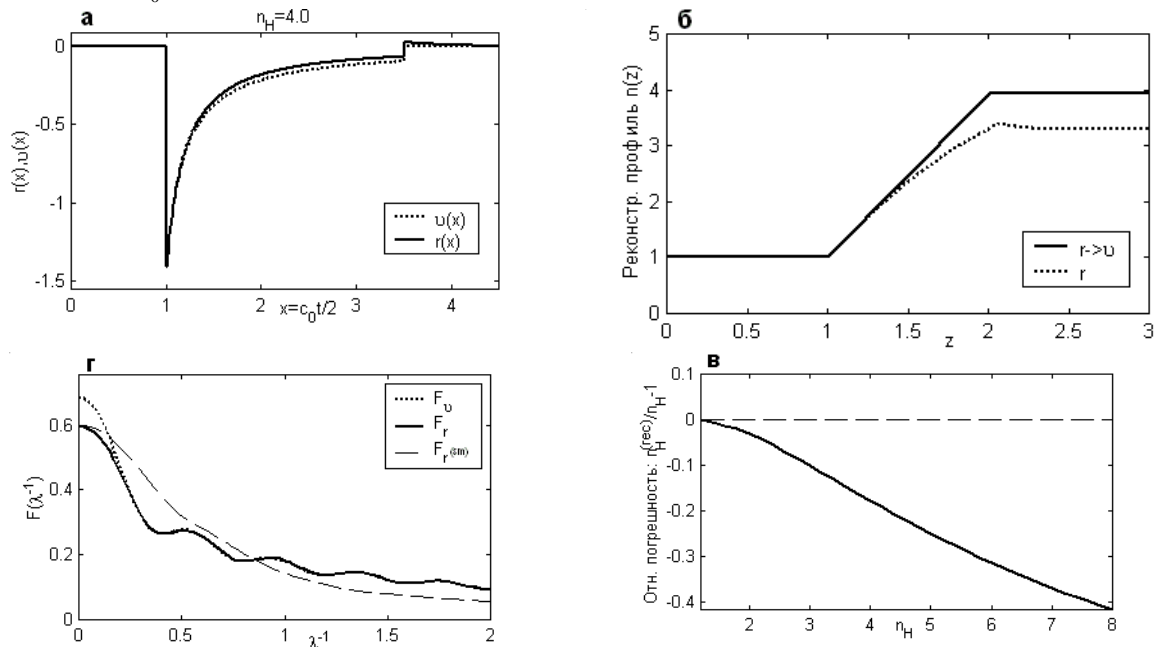 0
а
n_H=4.0
0
-0.5
-1
-1.5
r(x),υ(x)
υ(x)
r(x)
0 1 2 3 4
x=c_0t/2
б
5
4
3
2
1
0
Реконстр. профиль n(z)
r->υ
r
0 0.5 1 1.5 2 2.5 3
z
г
0.6
0.4
0.2
0
F(λ^-1)
F_υ
F_r
F_r(sm)
0 0.5 1 1.5 2
λ^-1
в
0.1
0
-0.1
-0.2
-0.3
-0.4
Отн. погрешность: n_H^(rec)/n_H-1
2 3 4 5 6 7 8
n_H